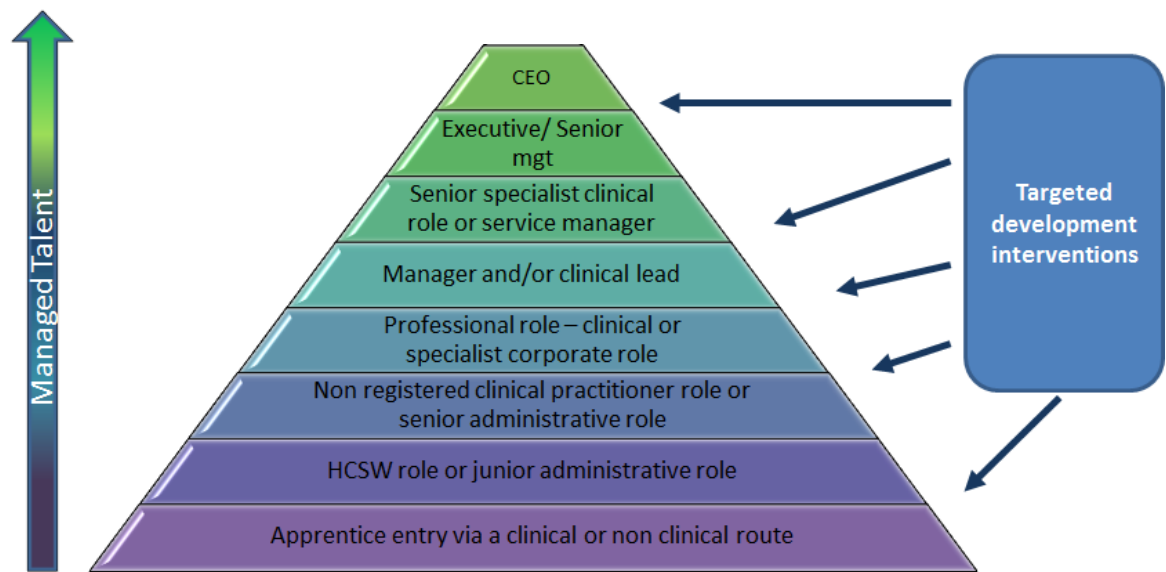 Managed Talent
CEO
Executive/ Senior
mgt
Senior specialist clinical
role or service manager
Manager and/or clinical lead
Professional role – clinical or
specialist corporate role
Non registered clinical practitioner role or
senior administrative role
HCSW role or junior administrative role
Apprentice entry via a clinical or non clinical route
Targeted
development
interventions